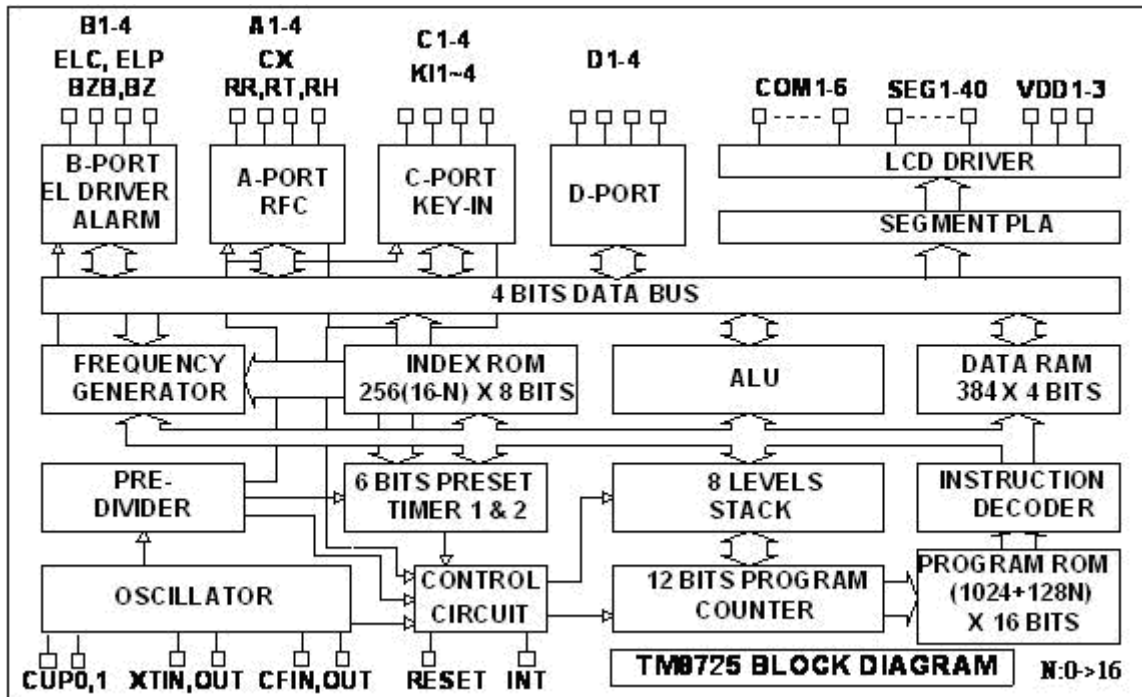 B1-4
ELC, ELP
BZB,BZ
A1-4
CX
RR,RT,RH
C1-4
KI1~4
D1-4
COM1-6
SEG1-40
VDD1-3
B-PORT
EL DRIVER
ALARM
A-PORT
RFC
C-PORT
KEY-IN
D-PORT
LCD DRIVER
SEGMENT PLA
4 BITS DATA BUS
FREQUENCY
GENERATOR
INDEX ROM
256(16-N) X 8 BITS
ALU
DATA RAM
384 X 4 BITS
PRE-
DIVIDER
6 BITS PRESET
TIMER 1 & 2
8 LEVELS
STACK
INSTRUCTION
DECODER
OSCILLATOR
CONTROL
CIRCUIT
12 BITS PROGRAM
COUNTER
PROGRAM ROM
(1024+128N)
X 16 BITS
CUP0,1
XTIN,OUT
CFIN,OUT
RESET
INT
TM8725 BLOCK DIAGRAM
N:0->16